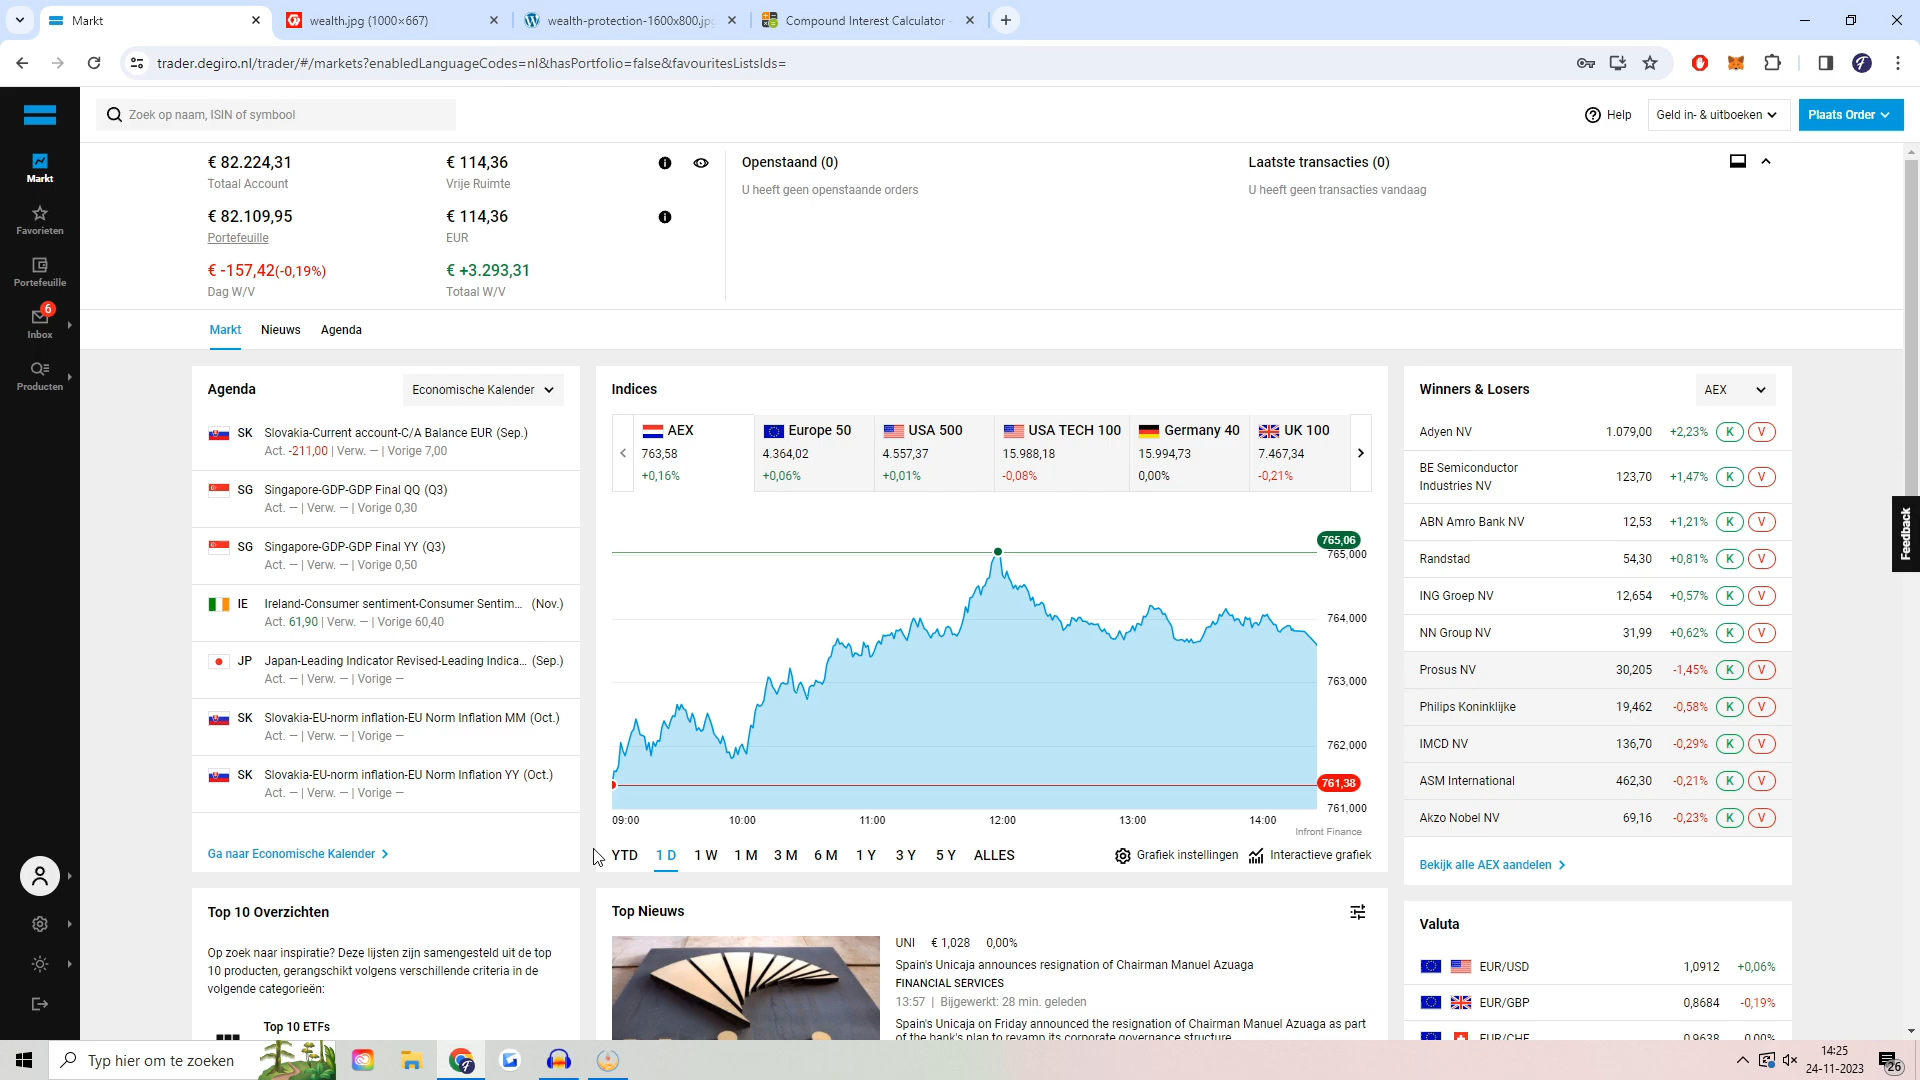 Markt
wealth.jpg (1000×667)
wealth-protection-1600x800.jpg
Compound Interest Calculator
trader.degiro.nl/trader/#/markets?enabledLanguageCodes=nl&hasPortfolio=false&favouritesListsIds=
Zoek op naam, ISIN of symbool
Help
Geld in- & uitboeken
Plaats Order
Markt
Favorieten
Portefeuille
6
Inbox
Producten
€ 82.224,31
Totaal Account
€ 114,36
Vrije Ruimte
€ 82.109,95
Portefeuille
€ 114,36
EUR
€ -157,42(-0,19%)
Dag W/V
€ +3.293,31
Totaal W/V
Openstaand (0)
U heeft geen openstaande orders
Laatste transacties (0)
U heeft geen transacties vandaag
Markt Nieuws Agenda
Agenda
Economische Kalender
SK Slovakia-Current account-C/A Balance EUR (Sep.)
Act. -211,00 | Verw. — | Vorige 7,00
SG Singapore-GDP-GDP Final QQ (Q3)
Act. — | Verw. — | Vorige 0,30
SG Singapore-GDP-GDP Final YY (Q3)
Act. — | Verw. — | Vorige 0,50
IE Ireland-Consumer sentiment-Consumer Sentim... (Nov.)
Act. 61,90 | Verw. — | Vorige 60,40
JP Japan-Leading Indicator Revised-Leading Indica... (Sep.)
Act. — | Verw. — | Vorige —
SK Slovakia-EU-norm inflation-EU Norm Inflation MM (Oct.)
Act. — | Verw. — | Vorige —
SK Slovakia-EU-norm inflation-EU Norm Inflation YY (Oct.)
Act. — | Verw. — | Vorige —
Ga naar Economische Kalender
Indices
AEX
763,58
+0,16%
Europe 50
4.364,02
+0,06%
USA 500
4.557,37
+0,01%
USA TECH 100
15.988,18
-0,08%
Germany 40
15.994,73
0,00%
UK 100
7.467,34
-0,21%
765,06
765,000
764,000
763,000
762,000
761,38
761,000
09:00 10:00 11:00 12:00 13:00 14:00
Infront Finance
YTD 1 D 1 W 1 M 3 M 6 M 1 Y 3 Y 5 Y ALLES
Grafiek instellingen
Interactieve grafiek
Winners & Losers
AEX
Adyen NV 1.079,00 +2,23% K V
BE Semiconductor
Industries NV 123,70 +1,47% K V
ABN Amro Bank NV 12,53 +1,21% K V
Randstad 54,30 +0,81% K V
ING Groep NV 12,654 +0,57% K V
NN Group NV 31,99 +0,62% K V
Prosus NV 30,205 -1,45% K V
Philips Koninklijke 19,462 -0,58% K V
IMCD NV 136,70 -0,29% K V
ASM International 462,30 -0,21% K V
Akzo Nobel NV 69,16 -0,23% K V
Bekijk alle AEX aandelen
Feedback
Top 10 Overzichten
Op zoek naar inspiratie? Deze lijsten zijn samengesteld uit de top
10 producten, gerangschikt volgens verschillende criteria in de
volgende categorieën:
Top 10 ETFs
Top Nieuws
UNI € 1,028 0,00%
Spain's Unicaja announces resignation of Chairman Manuel Azuaga
FINANCIAL SERVICES
13:57 | Bijgewerkt: 28 min. geleden
Spain's Unicaja on Friday announced the resignation of Chairman Manuel Azuaga as part
of the bank's plan to revamp its corporate governance structure
Valuta
EUR/USD 1,0912 +0,06%
EUR/GBP 0,8684 -0,19%
EUR/CHF 0,9638 0,00%
Typ hier om te zoeken
14:25
24-11-2023
26